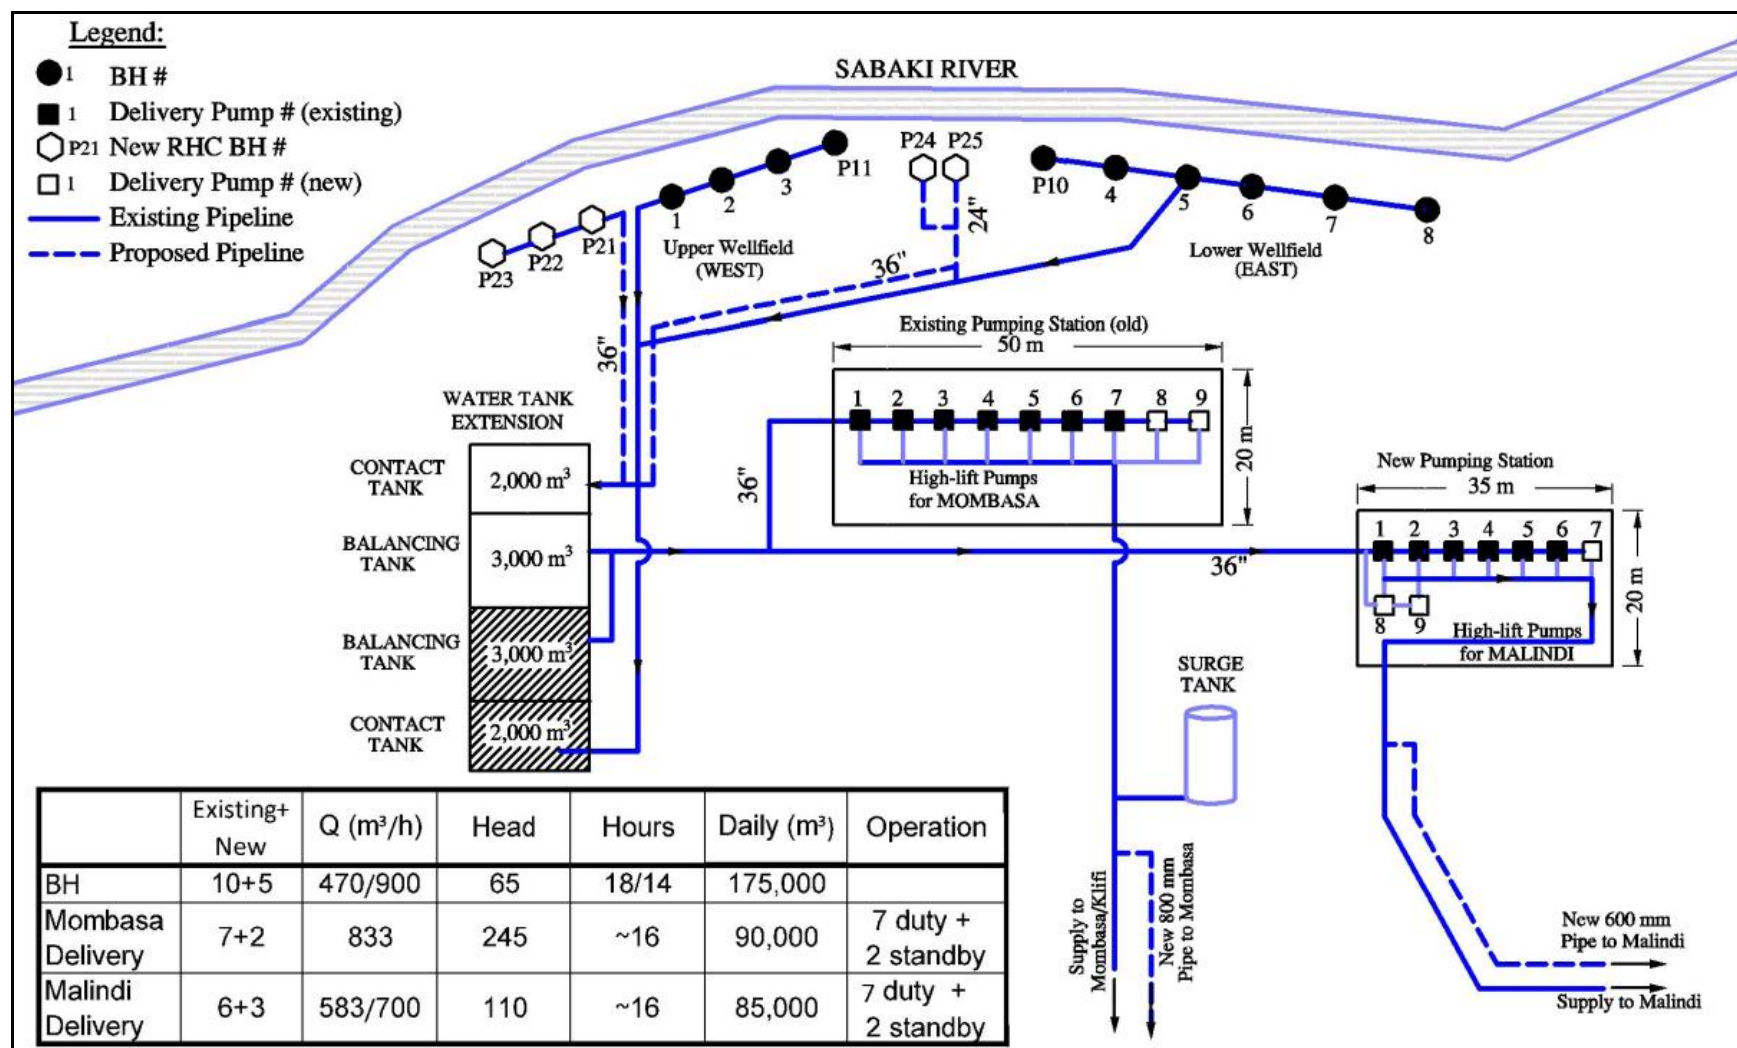 Legend:
1 BH #
1 Delivery Pump # (existing)
P21 New RHC BH #
1 Delivery Pump # (new)
Existing Pipeline
Proposed Pipeline
SABAKI RIVER
P23
P22
P21
1
2
3
P11
Upper Wellfield
(WEST)
P24
P25
24"
36"
P10
4
5
6
7
8
Lower Wellfield
(EAST)
36"
Existing Pumping Station (old)
50 m
1 2 3 4 5 6 7 8 9
High-lift Pumps
for MOMBASA
20 m
36"
WATER TANK
EXTENSION
CONTACT
TANK
2,000 m³
BALANCING
TANK
3,000 m³
BALANCING
TANK
3,000 m³
CONTACT
TANK
2,000 m³
36"
New Pumping Station
35 m
1 2 3 4 5 6 7
8 9
High-lift Pumps
for MALINDI
20 m
SURGE
TANK
Supply to
Mombasa/Klifi
New 800 mm
Pipe to Mombasa
New 600 mm
Pipe to Malindi
Supply to Malindi
Existing+ New Q (m³/h) Head Hours Daily (m³) Operation
BH 10+5 470/900 65 18/14 175,000
Mombasa Delivery 7+2 833 245 ~16 90,000 7 duty + 2 standby
Malindi Delivery 6+3 583/700 110 ~16 85,000 7 duty + 2 standby